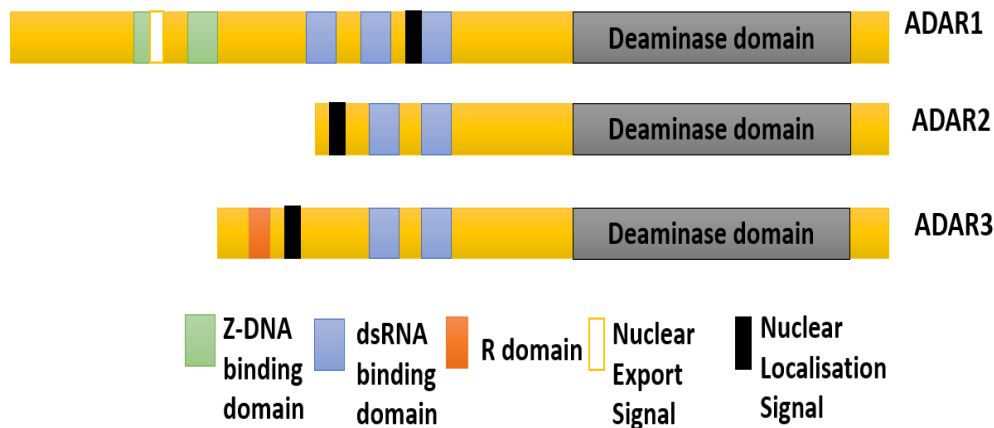 Deaminase domain
ADAR1
Deaminase domain
ADAR2
Deaminase domain
ADAR3
Z-DNA
binding
domain
dsRNA
binding
domain
R domain
Nuclear
Export
Signal
Nuclear
Localisation
Signal